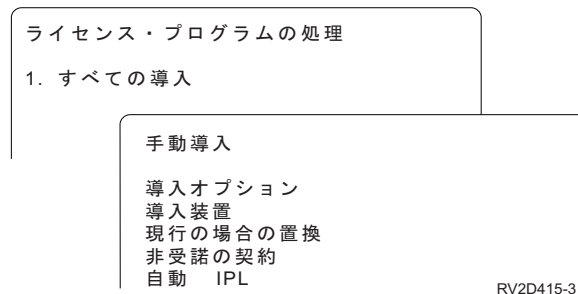 ライセンス・プログラムの処理
1. すべての導入
手動導入
導入オプション
導入装置
現行の場合の置換
非受諾の契約
自動 IPL
RV2D415-3